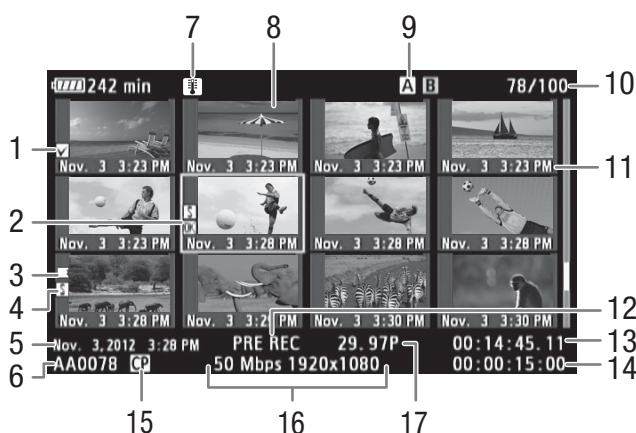 7 8 9
242 min A B 78/100 10
1
Nov. 3 3:23 PM Nov. 3 3:23 PM Nov. 3 3:23 PM Nov. 3 3:23 PM 11
2 S
OK
Nov. 3 3:23 PM Nov. 3 3:28 PM Nov. 3 3:28 PM Nov. 3 3:28 PM
3
4 S
Nov. 3 3:28 PM Nov. 3 3:29 PM Nov. 3 3:30 PM Nov. 3 3:30 PM 12
5 Nov. 3, 2012 3:28 PM PRE REC 29.97P 00:14:45.11 13
6 AA0078 CP 50 Mbps 1920x1080 00:00:15:00 14
15 16 17